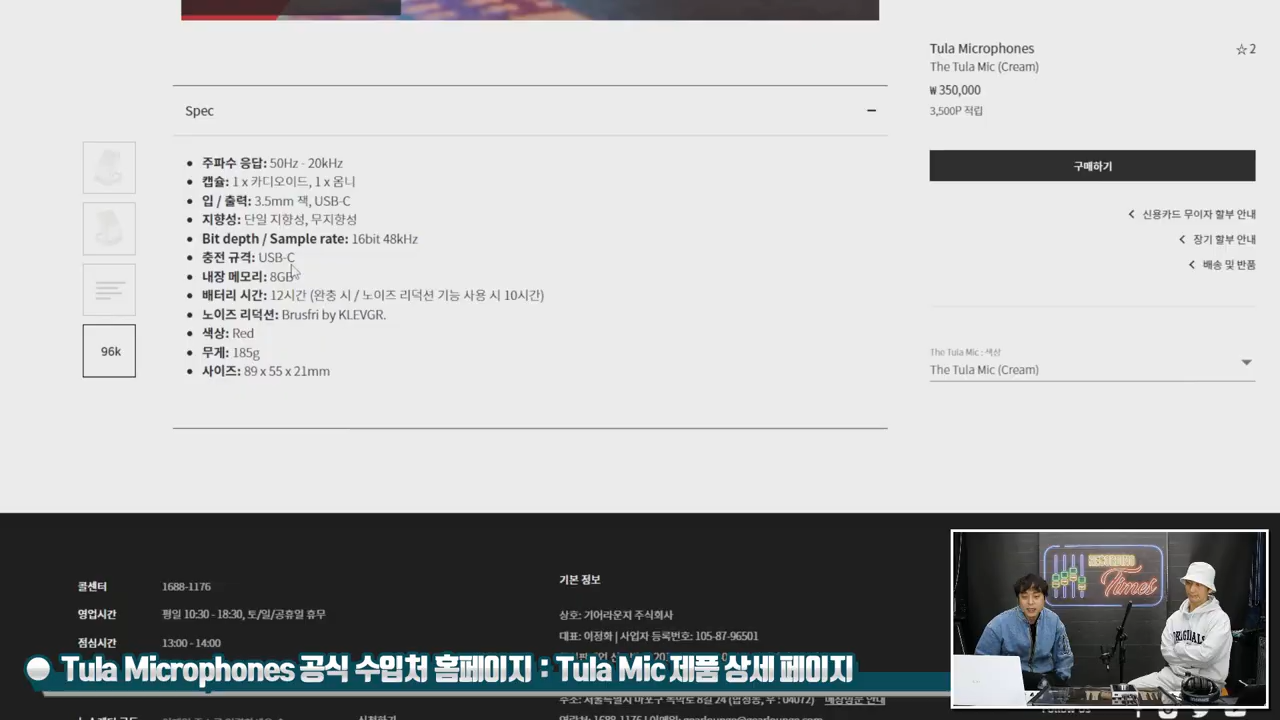 Tula Microphones
☆2
The Tula Mic (Cream)
₩ 350,000
3,500P 적립
구매하기
신용카드 무이자 할부 안내
장기 할부 안내
배송 및 반품
The Tula Mic : 색상
The Tula Mic (Cream)
Spec
96k
주파수 응답: 50Hz - 20kHz
캡슐: 1 x 카디오이드, 1 x 옴니
입 / 출력: 3.5mm 잭, USB-C
지향성: 단일 지향성, 무지향성
Bit depth / Sample rate: 16bit 48kHz
충전 규격: USB-C
내장 메모리: 8GB
배터리 시간: 12시간 (완충 시 / 노이즈 리덕션 기능 사용 시 10시간)
노이즈 리덕션: Brusfri by KLEVGR.
색상: Red
무게: 185g
사이즈: 89 x 55 x 21mm
콜센터 1688-1176
영업시간 평일 10:30 - 18:30, 토/일/공휴일 휴무
점심시간 13:00 - 14:00
기본 정보
상호: 기어라운지 주식회사
대표: 이정화 | 사업자 등록번호: 105-87-96501
Tula Microphones 공식 수입처 홈페이지 : Tula Mic 제품 상세 페이지
RECORDING
Times
ORIGINALS